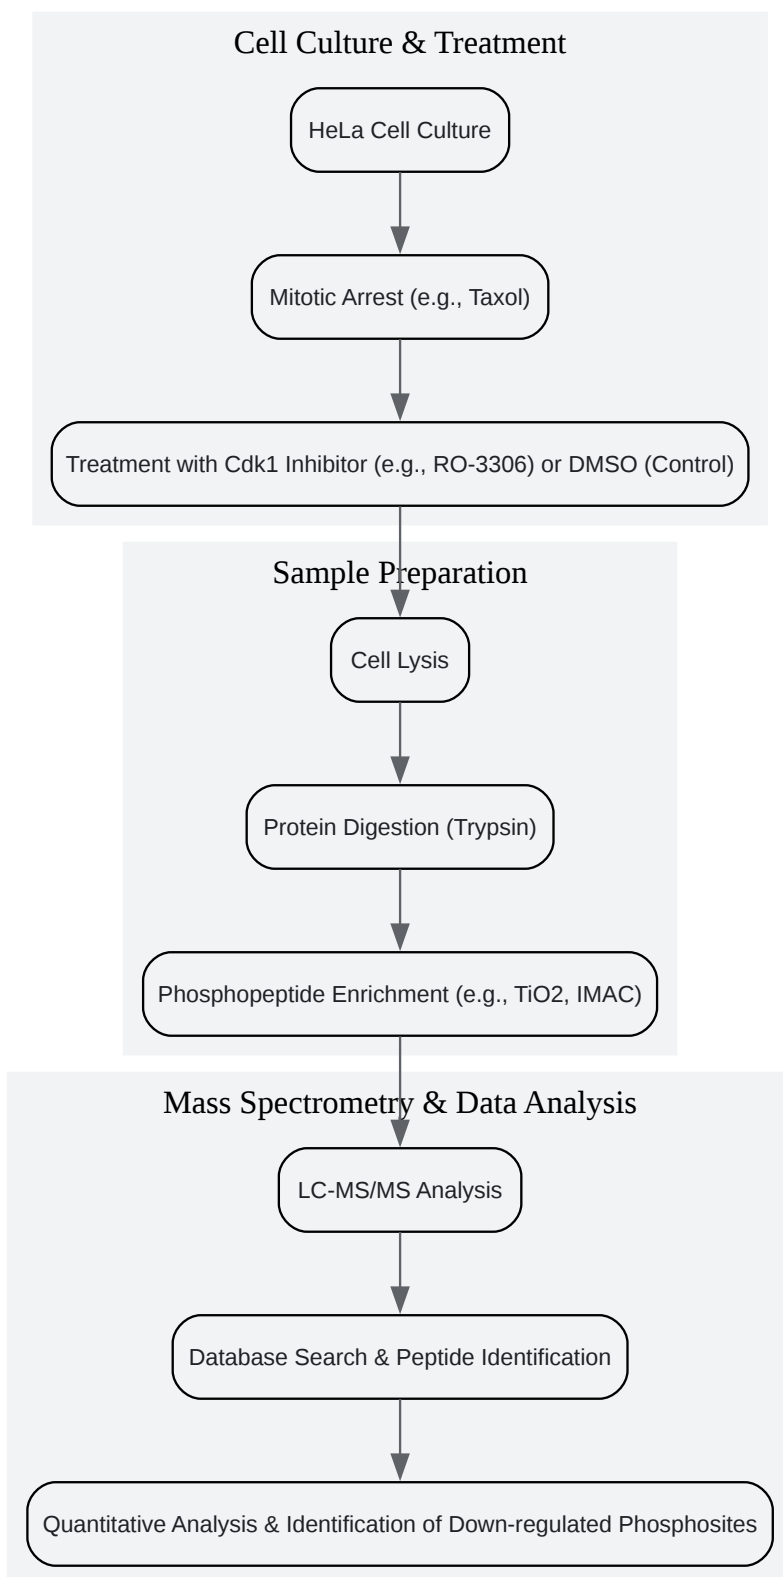 Cell Culture & Treatment
HeLa Cell Culture
Mitotic Arrest (e.g., Taxol)
Treatment with Cdk1 Inhibitor (e.g., RO-3306) or DMSO (Control)
Sample Preparation
Cell Lysis
Protein Digestion (Trypsin)
Phosphopeptide Enrichment (e.g., TiO2, IMAC)
Mass Spectrometry & Data Analysis
LC-MS/MS Analysis
Database Search & Peptide Identification
Quantitative Analysis & Identification of Down-regulated Phosphosites